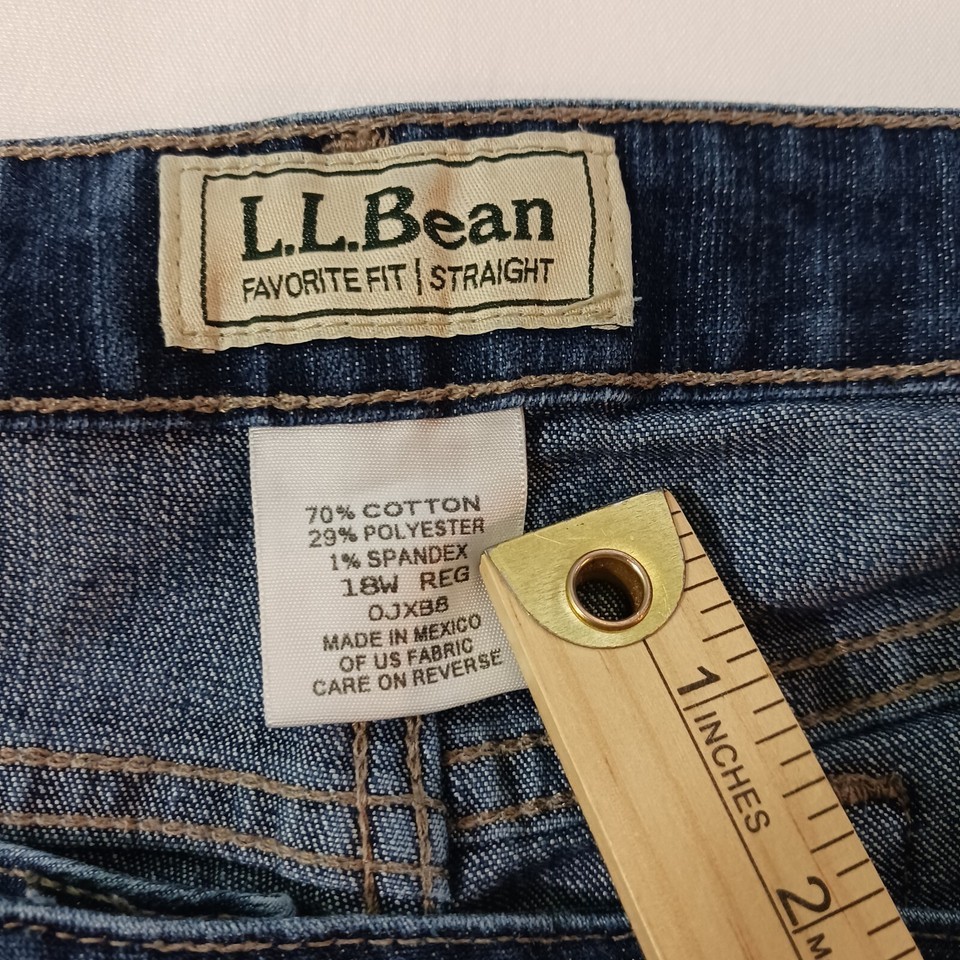 L.L.Bean
FAVORITE FIT | STRAIGHT
70% COTTON
29% POLYESTER
1% SPANDEX
18W REG
0JXB8
MADE IN MEXICO
OF US FABRIC
CARE ON REVERSE
1
INCHES
2
M